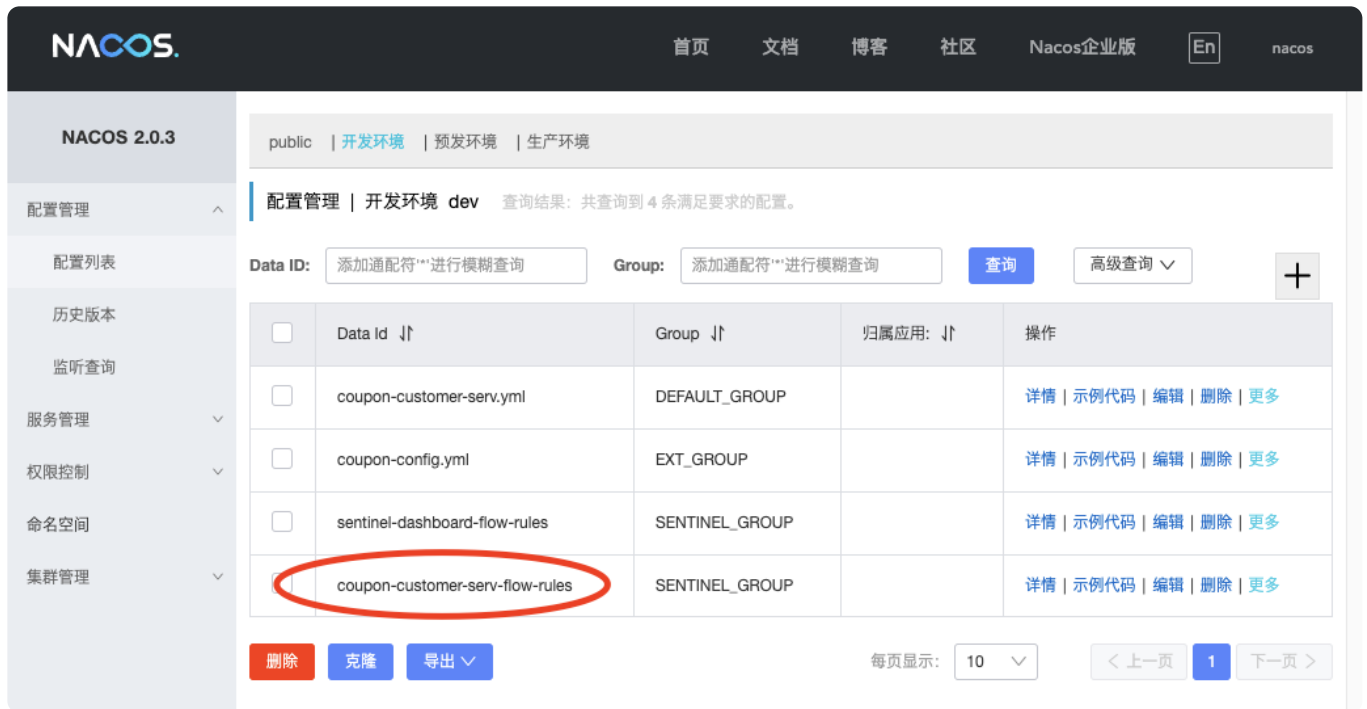 NACOS. 首页 文档 博客 社区 Nacos企业版 En nacos
NACOS 2.0.3
配置管理
配置列表
历史版本
监听查询
服务管理
权限控制
命名空间
集群管理
public | 开发环境 | 预发环境 | 生产环境
配置管理 | 开发环境 dev 查询结果：共查询到 4 条满足要求的配置。
Data ID: 添加通配符'*'进行模糊查询 Group: 添加通配符'*'进行模糊查询 查询 高级查询
Data Id Group 归属应用: 操作
coupon-customer-serv.yml DEFAULT_GROUP 详情 | 示例代码 | 编辑 | 删除 | 更多
coupon-config.yml EXT_GROUP 详情 | 示例代码 | 编辑 | 删除 | 更多
sentinel-dashboard-flow-rules SENTINEL_GROUP 详情 | 示例代码 | 编辑 | 删除 | 更多
coupon-customer-serv-flow-rules SENTINEL_GROUP 详情 | 示例代码 | 编辑 | 删除 | 更多
删除 克隆 导出 每页显示: 10 上一页 1 下一页